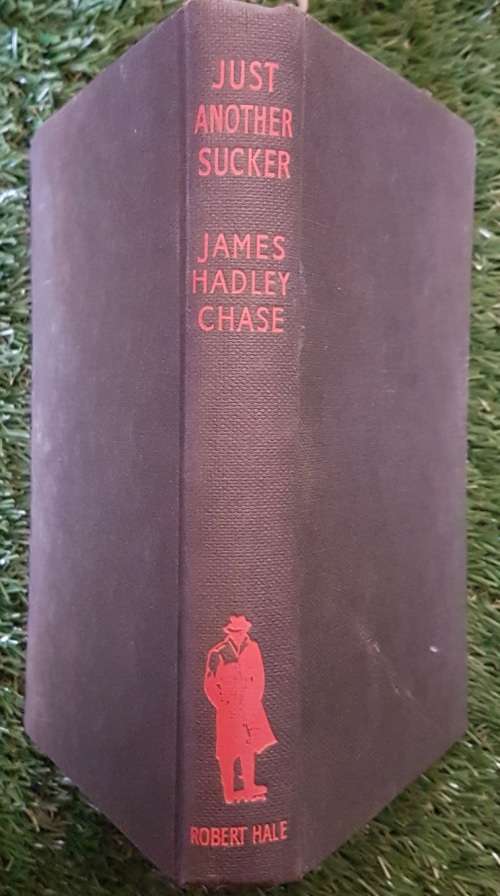 JUST
ANOTHER
SUCKER
JAMES
HADLEY
CHASE
ROBERT HALE